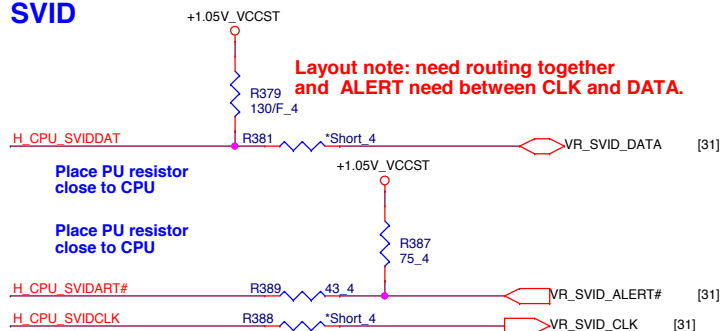 SVID
+1.05V_VCCST
Layout note: need routing together
and ALERT need between CLK and DATA.
R379
130/F_4
H_CPU_SVIDDAT R381 *Short_4 VR_SVID_DATA [31]
Place PU resistor
close to CPU
+1.05V_VCCST
Place PU resistor
close to CPU
R387
75_4
H_CPU_SVIDART# R389 43_4 VR_SVID_ALERT# [31]
H_CPU_SVIDCLK R388 *Short_4 VR_SVID_CLK [31]